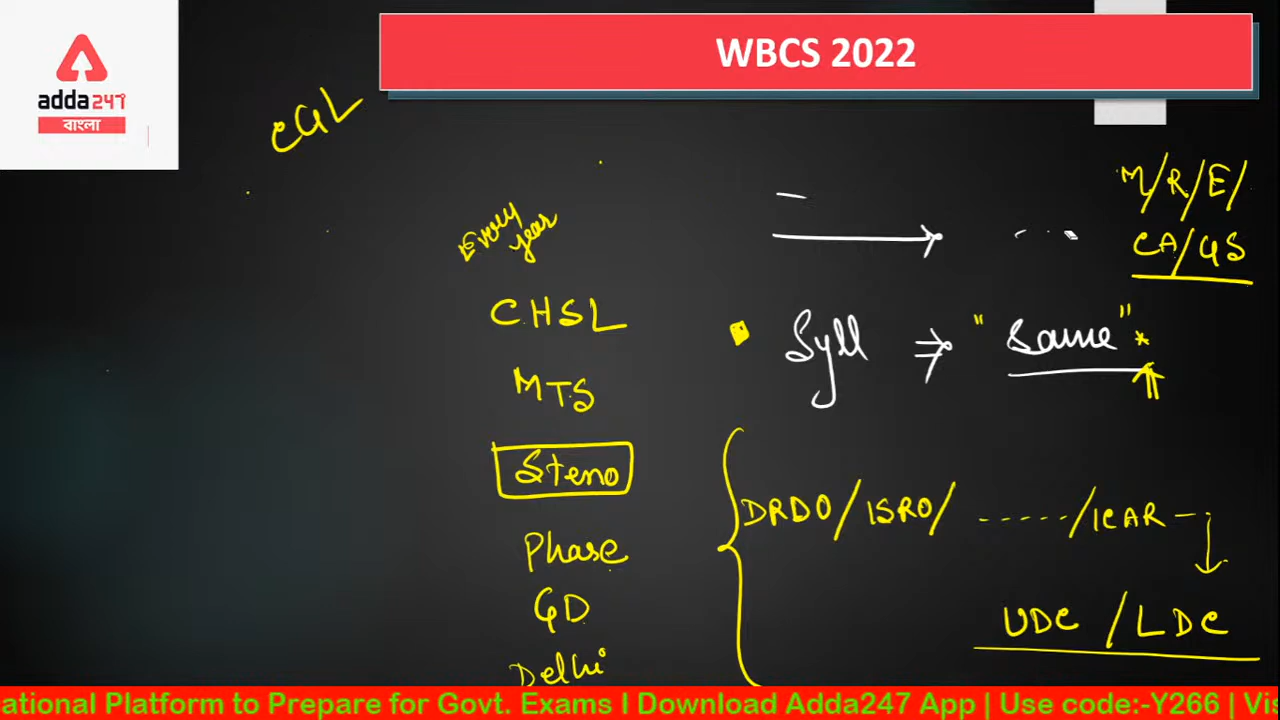 WBCS 2022
adda247
বাংলা
CGL
M/R/E/
CA/GS
Every
year
CHSL
Syll ⇒ "Same" *
MTS
Steno
DRDO/ISRO/ ....../ICAR
Phase
GD
UDC / LDC
Delhi
ational Platform to Prepare for Govt. Exams I Download Adda247 App | Use code:-Y266 | Vis